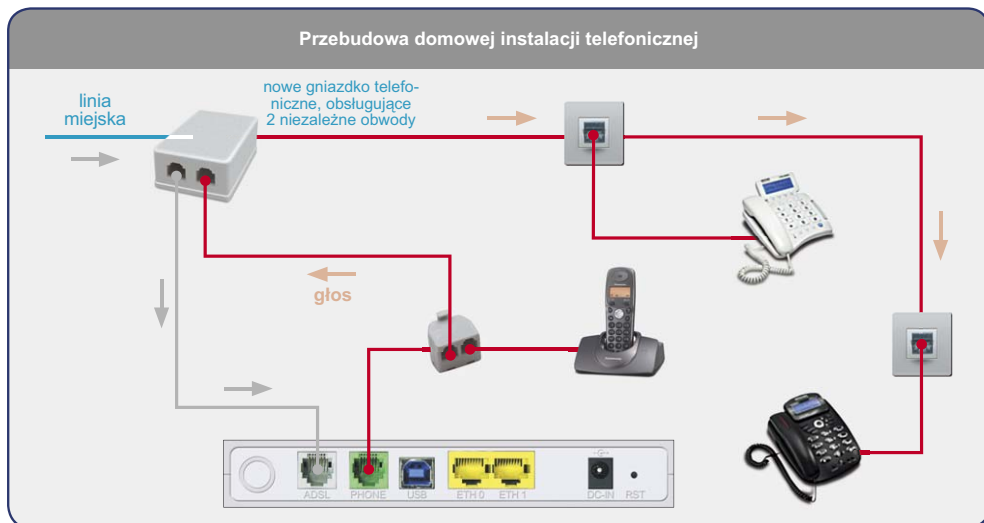 Przebudowa domowej instalacji telefonicznej
linia
miejska
nowe gniazdko telefo-
niczne, obsługujące
2 niezależne obwody
głos
ADSL PHONE USB ETH 0 ETH 1 DC-IN RST